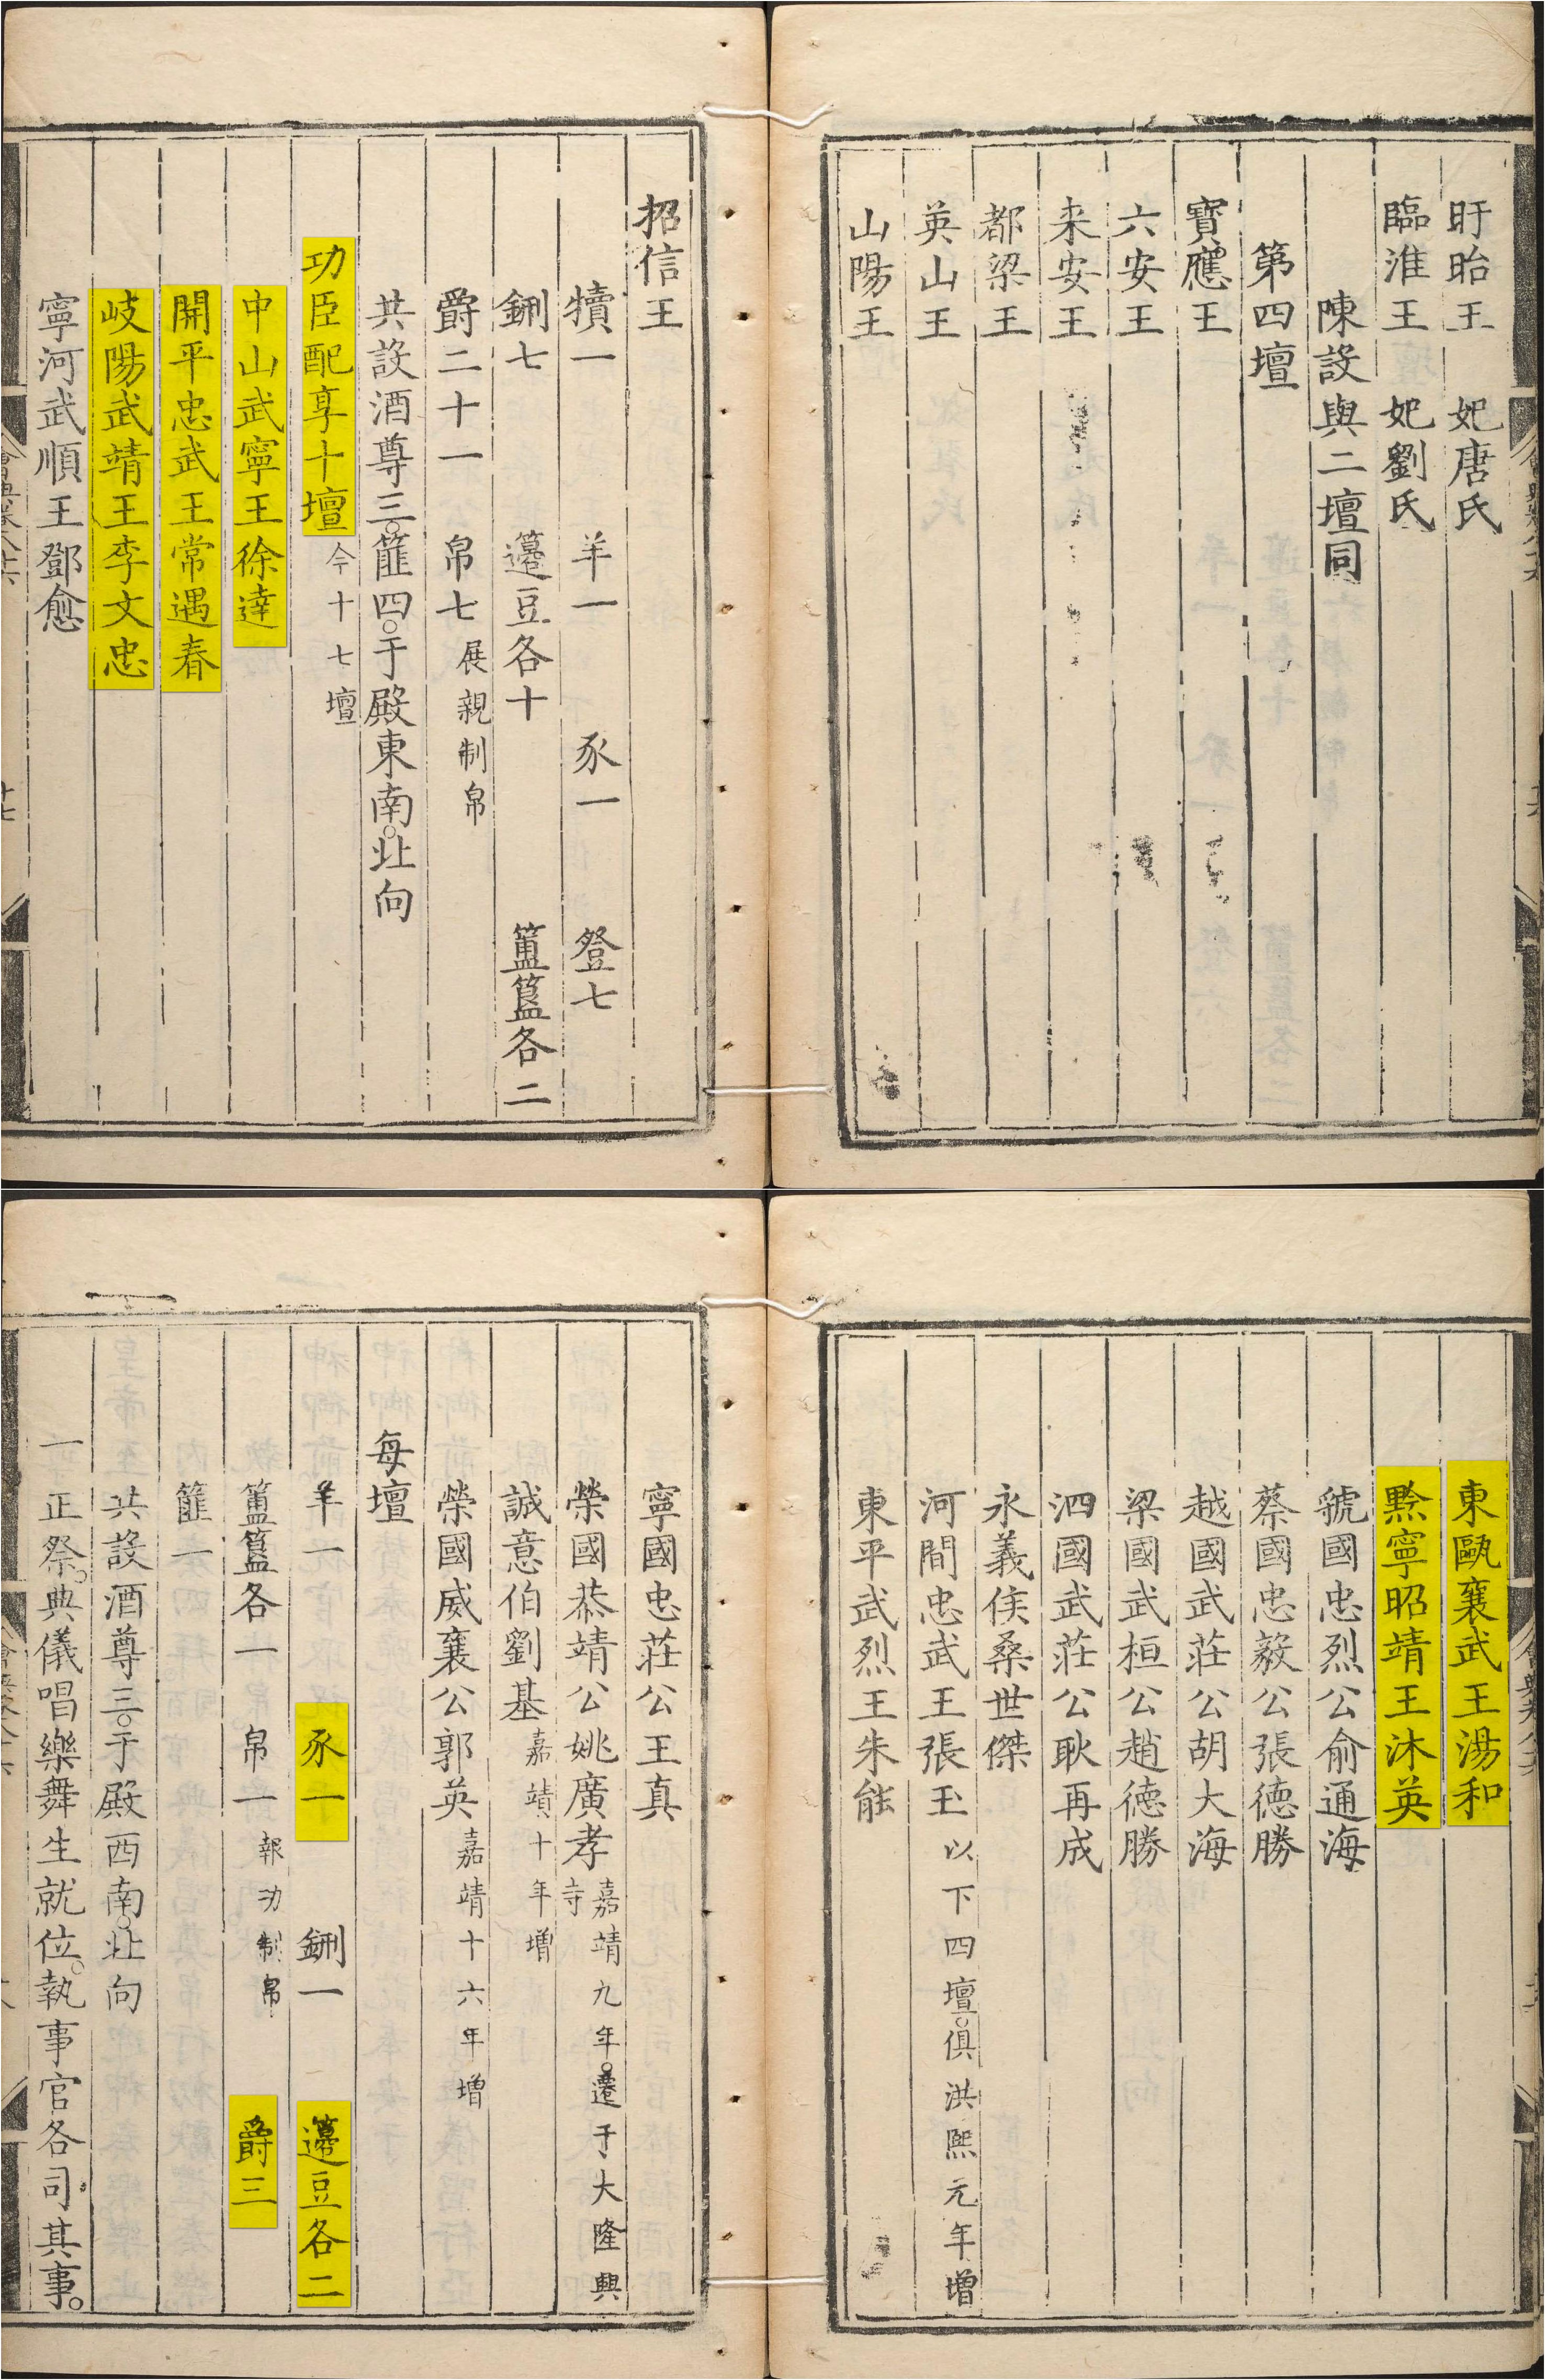 盱眙王 妃唐氏
臨淮王 妃劉氏
陳設與二壇同
第四壇
寶應王
六安王
来安王
都梁王
英山王
山陽王
招信王
犢一 羊一 豕一 登七
鉶七 籩豆各十 簠簋各二
爵二十一 帛七 展親制帛
共設酒尊三。篚四。于殿東南。北向
功臣配享十壇 今十七壇
中山武寧王徐達
開平忠武王常遇春
岐陽武靖王李文忠
寧河武順王鄧愈
東甌襄武王湯和
黔寧昭靖王沐英
虢國忠烈公俞通海
蔡國忠毅公張德勝
越國武莊公胡大海
梁國武桓公趙德勝
泗國武莊公耿再成
永義侯桑世傑
河間忠武王張玉 以下四壇。俱洪熙元年增
東平武烈王朱能
寧國忠莊公王真
榮國恭靖公姚廣孝 嘉靖九年。遷于大隆興寺
誠意伯劉基 嘉靖十年增
榮國威襄公郭英 嘉靖十六年增
每壇
羊一 豕一 鉶一 籩豆各二
簠簋各一 帛一 報功制帛 爵三
篚一
共設酒尊三。于殿西南。北向
一正祭。典儀唱樂舞生就位。執事官各司其事。